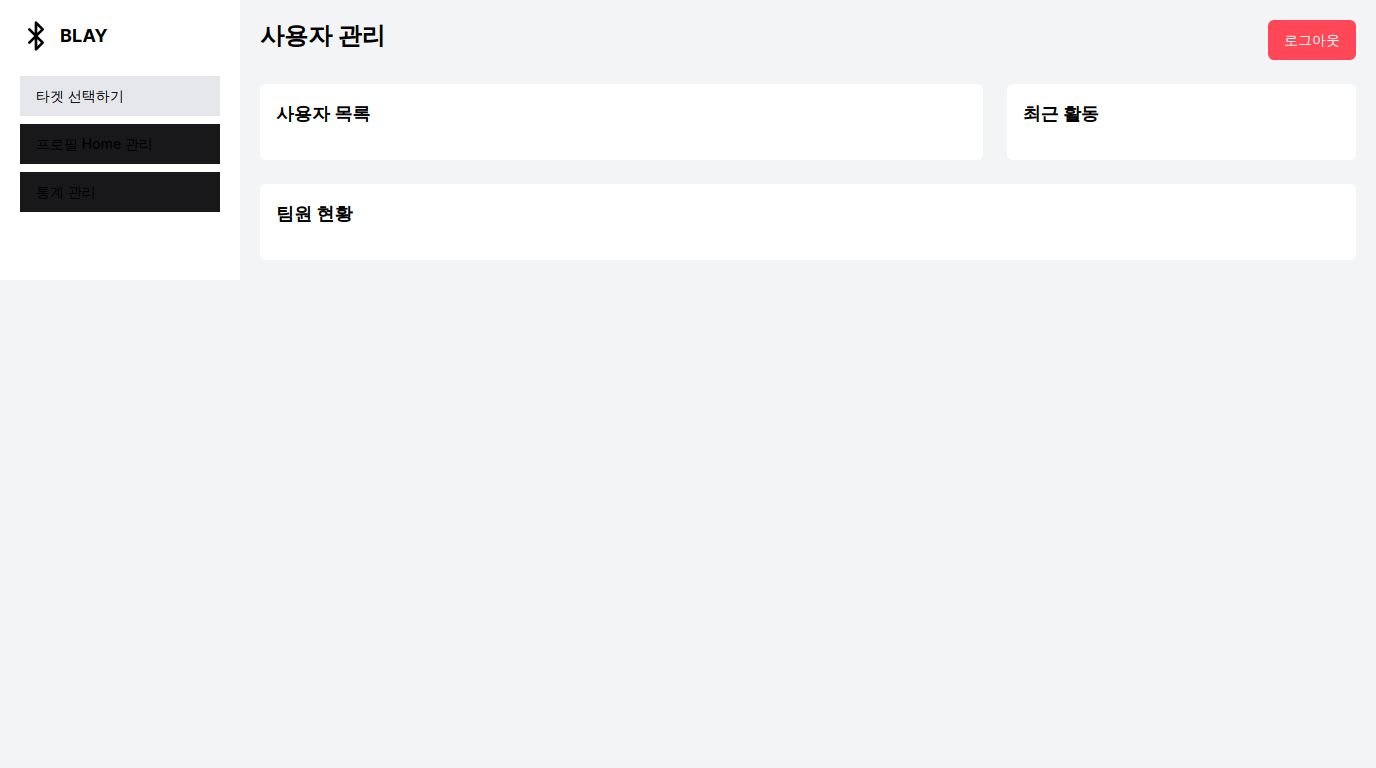 BLAY
타겟 선택하기
프로필 Home 관리
통계 관리
사용자 관리
로그아웃
사용자 목록
최근 활동
팀원 현황